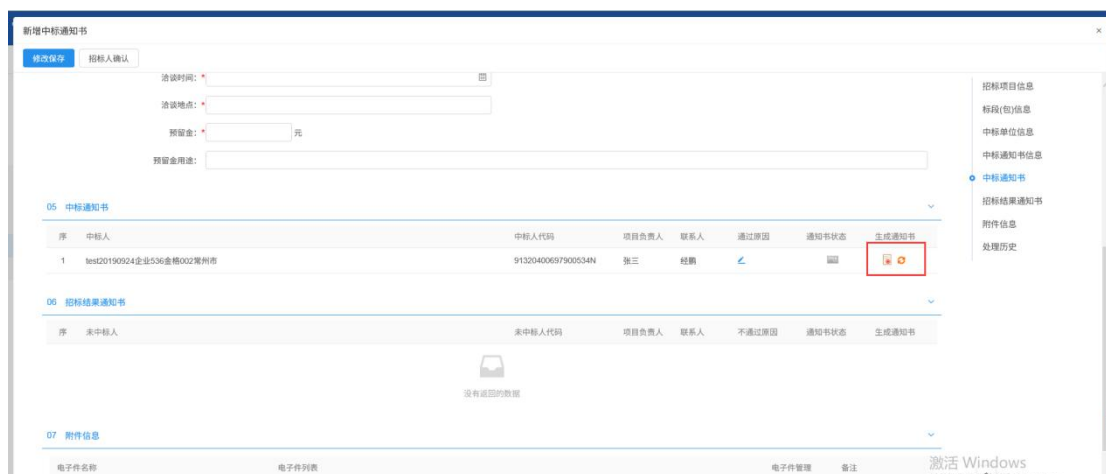 新增中标通知书 ×
修改保存 招标人确认
洽谈时间: *
洽谈地点: *
预留金: * 元
预留金用途:
招标项目信息
标段(包)信息
中标单位信息
中标通知书信息
中标通知书
招标结果通知书
附件信息
处理历史
05 中标通知书
序 中标人 中标人代码 项目负责人 联系人 通过原因 通知书状态 生成通知书
1 test20190924企业536金格002常州市 91320400697900534N 张三 经鹏
06 招标结果通知书
序 未中标人 未中标人代码 项目负责人 联系人 不通过原因 通知书状态 生成通知书
没有返回的数据
07 附件信息
电子件名称 电子件列表 电子件管理 备注
激活 Windows